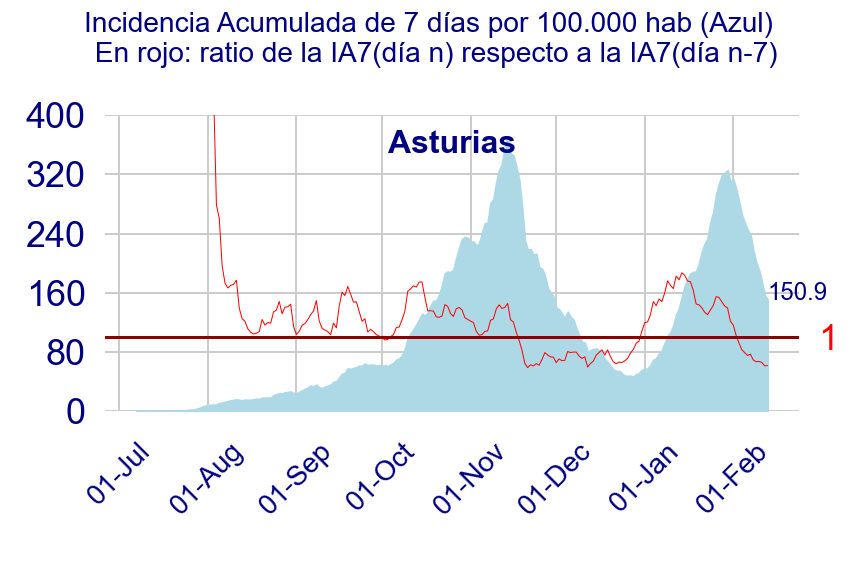 Incidencia Acumulada de 7 días por 100.000 hab (Azul)
En rojo: ratio de la IA7(día n) respecto a la IA7(día n-7)
Asturias
400
320
240
160
80
0
150.9
1
01-Jul
01-Aug
01-Sep
01-Oct
01-Nov
01-Dec
01-Jan
01-Feb